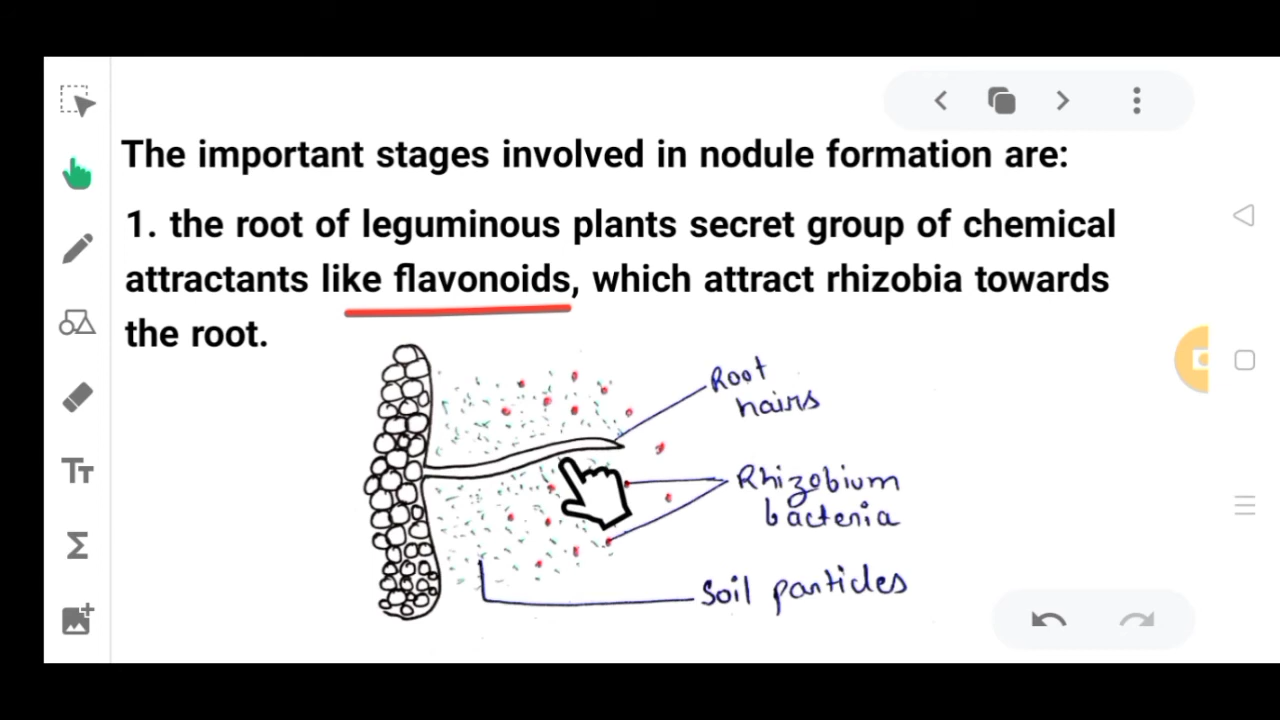 The important stages involved in nodule formation are:
1. the root of leguminous plants secret group of chemical
attractants like flavonoids, which attract rhizobia towards
the root.
Root
hairs
Rhizobium
bacteria
Soil particles
Tт
Σ